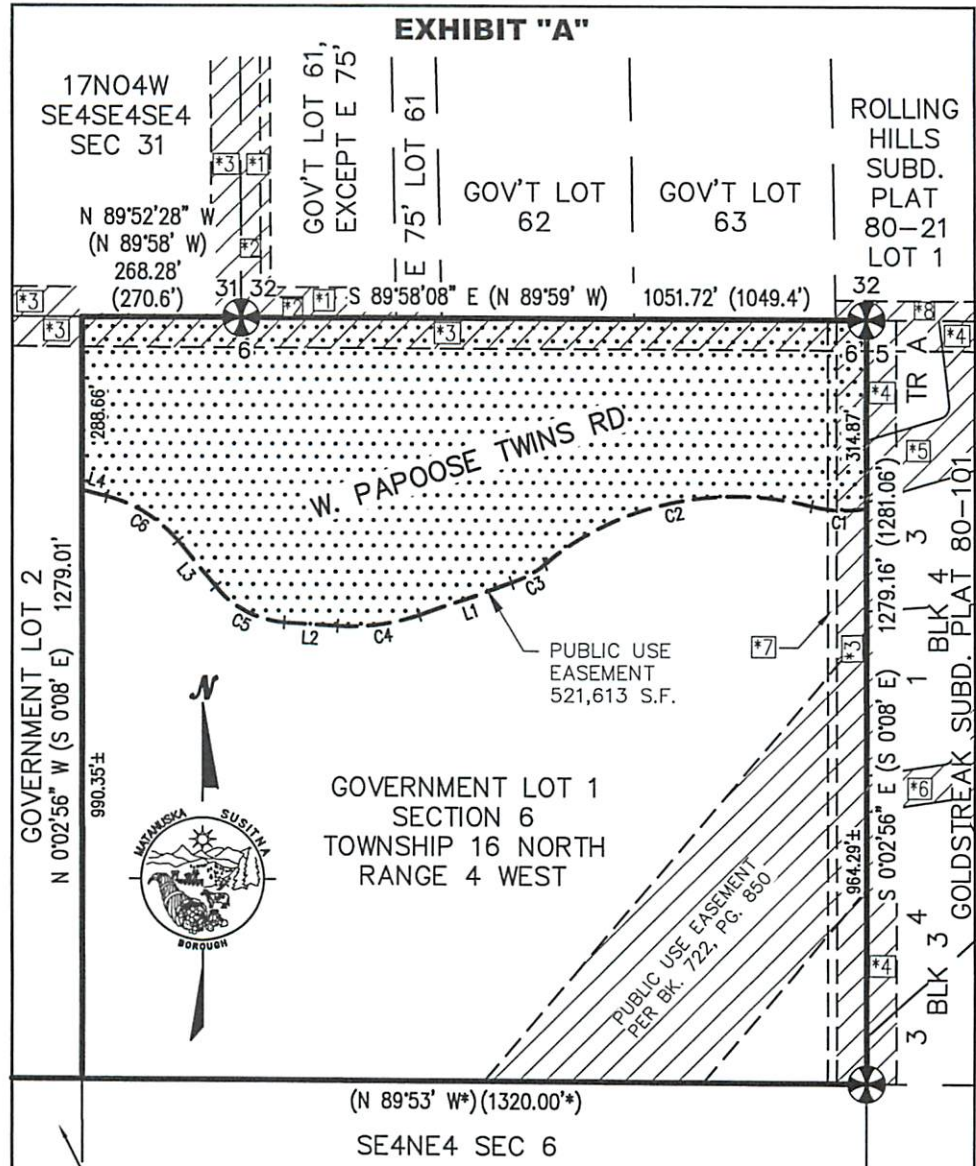 EXHIBIT "A"
17N04W
SE4SE4SE4
SEC 31
GOV'T LOT 61,
EXCEPT E 75'
E 75' LOT 61
GOV'T LOT
62
GOV'T LOT
63
ROLLING
HILLS
SUBD.
PLAT
80-21
LOT 1
*3
*1
*2
N 89°52'28" W
(N 89°58' W)
268.28'
(270.6')
31 32
*3
*2
*1
S 89°58'08" E (N 89°59' W)
1051.72' (1049.4')
32
*8
*3
6
*3
6 5
*4
TR A
*4
*5
288.66'
314.87'
W. PAPOOSE TWINS RD
L4
C6
L3
C5
L2
C4
L1
C3
C2
C1
PUBLIC USE
EASEMENT
521,613 S.F.
*7
*3
GOVERNMENT LOT 2
N 0°02'56" W (S 0°08' E) 1279.01'
990.35'±
N
MATANUSKA SUSITNA
BOROUGH
GOVERNMENT LOT 1
SECTION 6
TOWNSHIP 16 NORTH
RANGE 4 WEST
PUBLIC USE EASEMENT
PER BK. 722, PG. 850
964.29'±
S 0°02'56" E (S 0°08' E) 1279.16' (1281.06')
3
1
BLK 4
*6
GOLDSTREAK SUBD. PLAT 80-101
4
3
BLK 3
*4
(N 89°53' W*)(1320.00'*)
SE4NE4 SEC 6